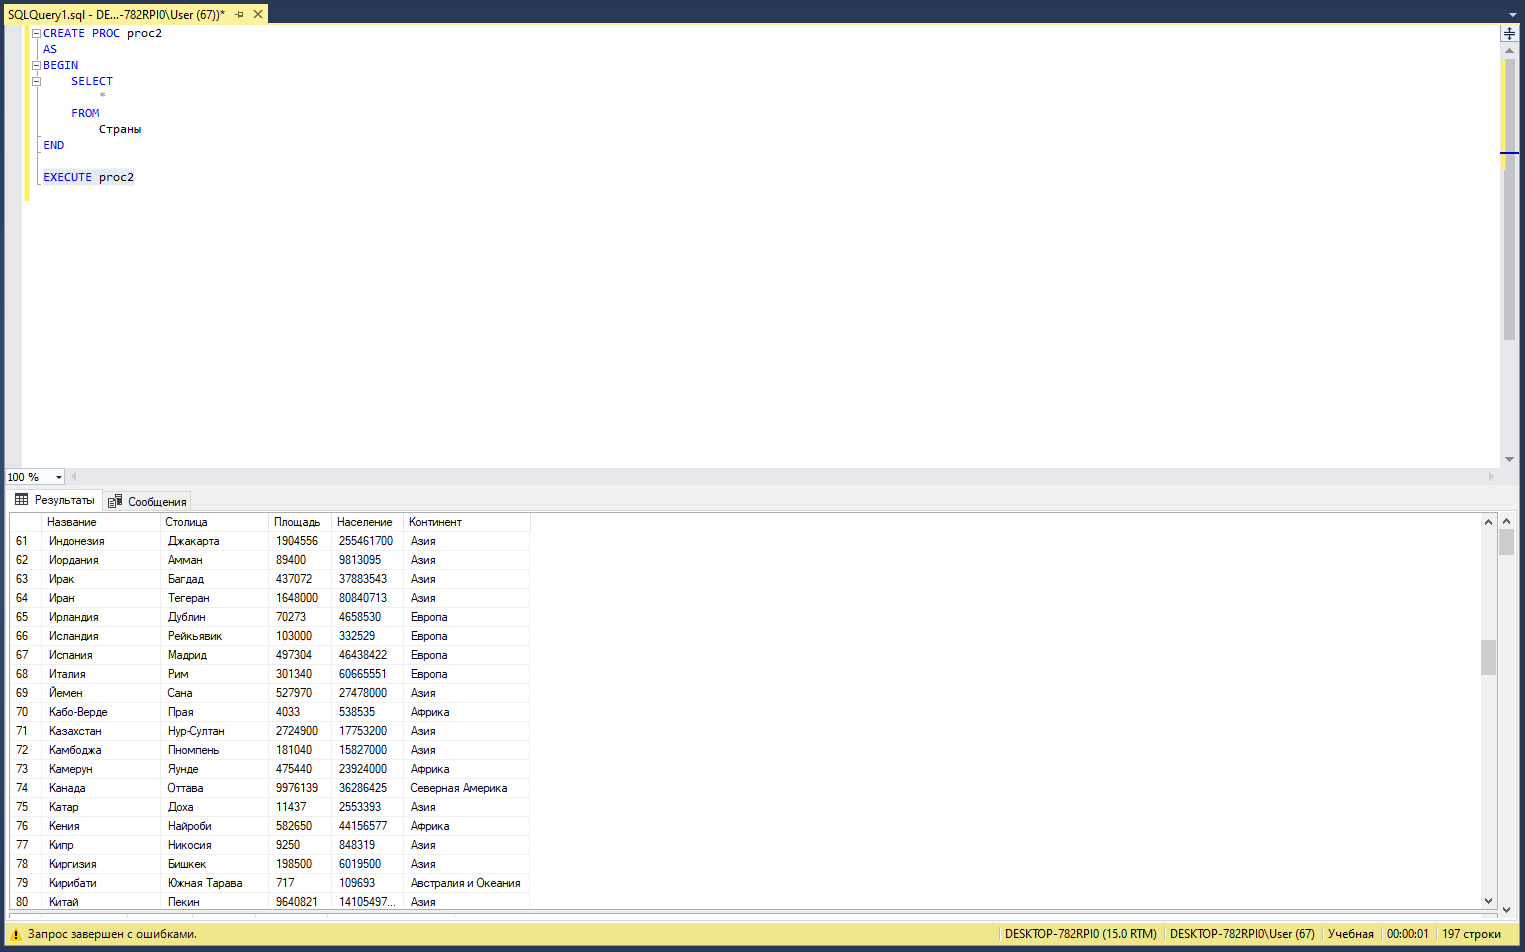 SQLQuery1.sql - DE...-782RPI0\User (67))*
CREATE PROC proc2
AS
BEGIN
SELECT
*
FROM
Страны
END
EXECUTE proc2
100 %
Результаты Сообщения
Название Столица Площадь Население Континент
61 Индонезия Джакарта 1904556 255461700 Азия
62 Иордания Амман 89400 9813095 Азия
63 Ирак Багдад 437072 37883543 Азия
64 Иран Тегеран 1648000 80840713 Азия
65 Ирландия Дублин 70273 4658530 Европа
66 Исландия Рейкьявик 103000 332529 Европа
67 Испания Мадрид 497304 46438422 Европа
68 Италия Рим 301340 60665551 Европа
69 Йемен Сана 527970 27478000 Азия
70 Кабо-Верде Прая 4033 538535 Африка
71 Казахстан Нур-Султан 2724900 17753200 Азия
72 Камбоджа Пномпень 181040 15827000 Азия
73 Камерун Яунде 475440 23924000 Африка
74 Канада Оттава 9976139 36286425 Северная Америка
75 Катар Доха 11437 2553393 Азия
76 Кения Найроби 582650 44156577 Африка
77 Кипр Никосия 9250 848319 Азия
78 Киргизия Бишкек 198500 6019500 Азия
79 Кирибати Южная Тарава 717 109693 Австралия и Океания
80 Китай Пекин 9640821 14105497... Азия
Запрос завершен с ошибками. DESKTOP-782RPI0 (15.0 RTM) DESKTOP-782RPI0\User (67) Учебная 00:00:01 197 строки